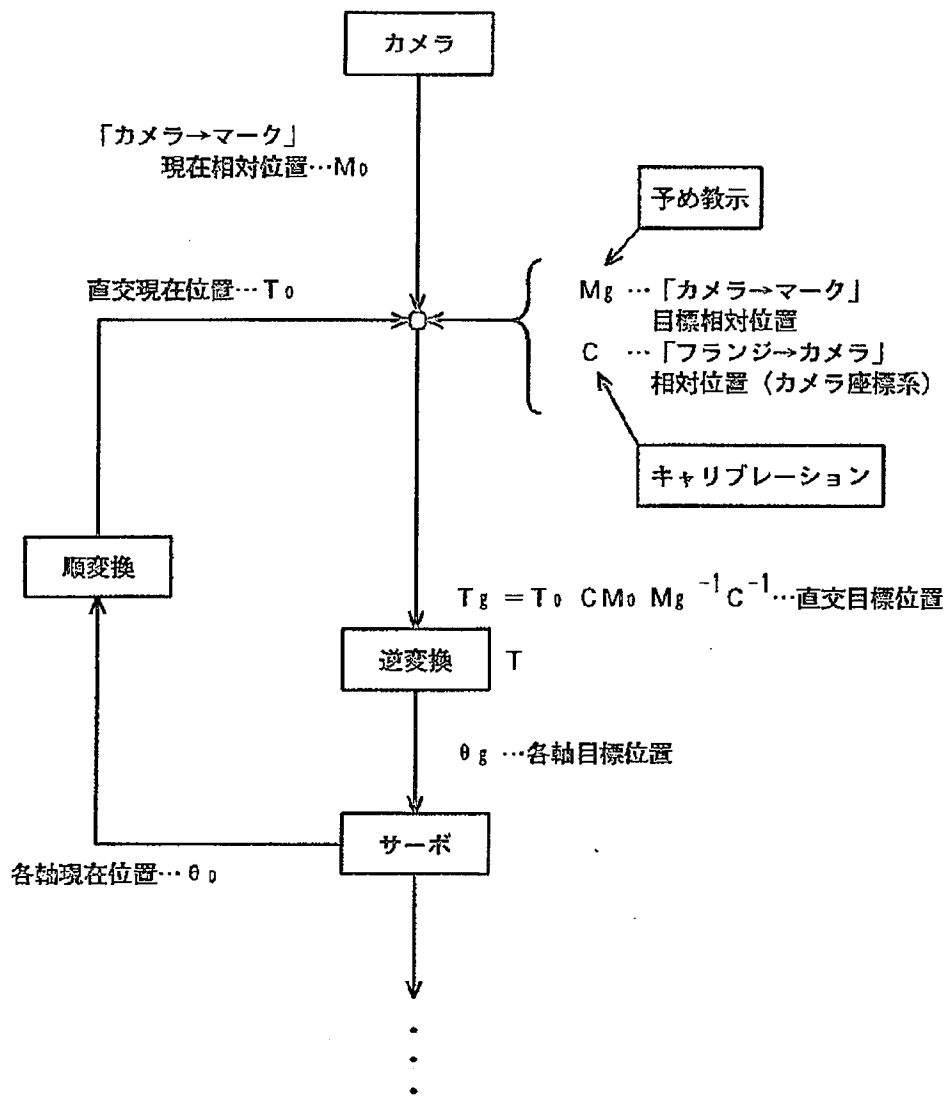 カメラ
「カメラ→マーク」
現在相対位置…M0
予め教示
直交現在位置…T0
Mg…「カメラ→マーク」
目標相対位置
C …「フランジ→カメラ」
相対位置（カメラ座標系）
キャリブレーション
順変換
Tg=T0 CM0 Mg⁻¹C⁻¹…直交目標位置
逆変換 T
θg…各軸目標位置
サーボ
各軸現在位置…θ0